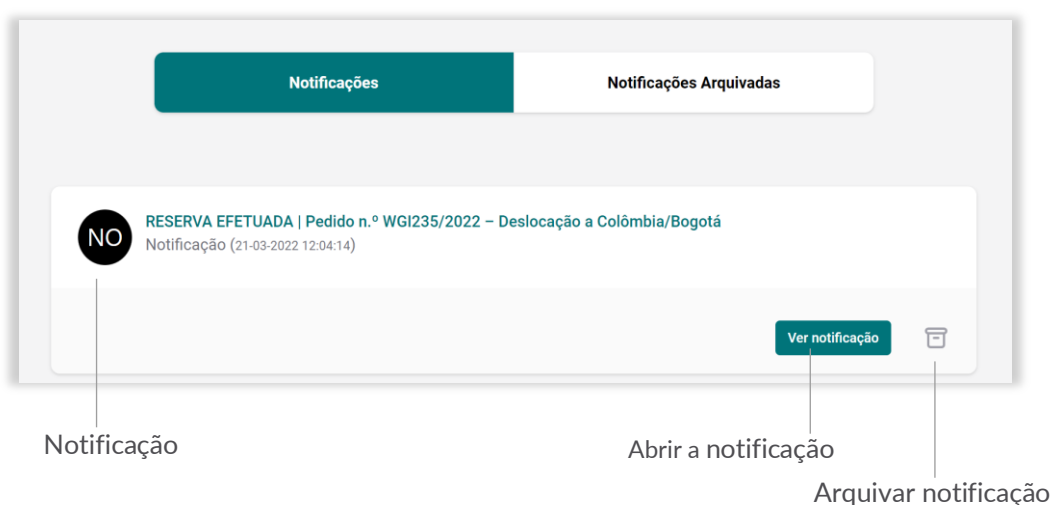 Notificações
Notificações Arquivadas
NO
RESERVA EFETUADA | Pedido n.º WGI235/2022 – Deslocação a Colômbia/Bogotá
Notificação (21-03-2022 12:04:14)
Ver notificação
Notificação
Abrir a notificação
Arquivar notificação